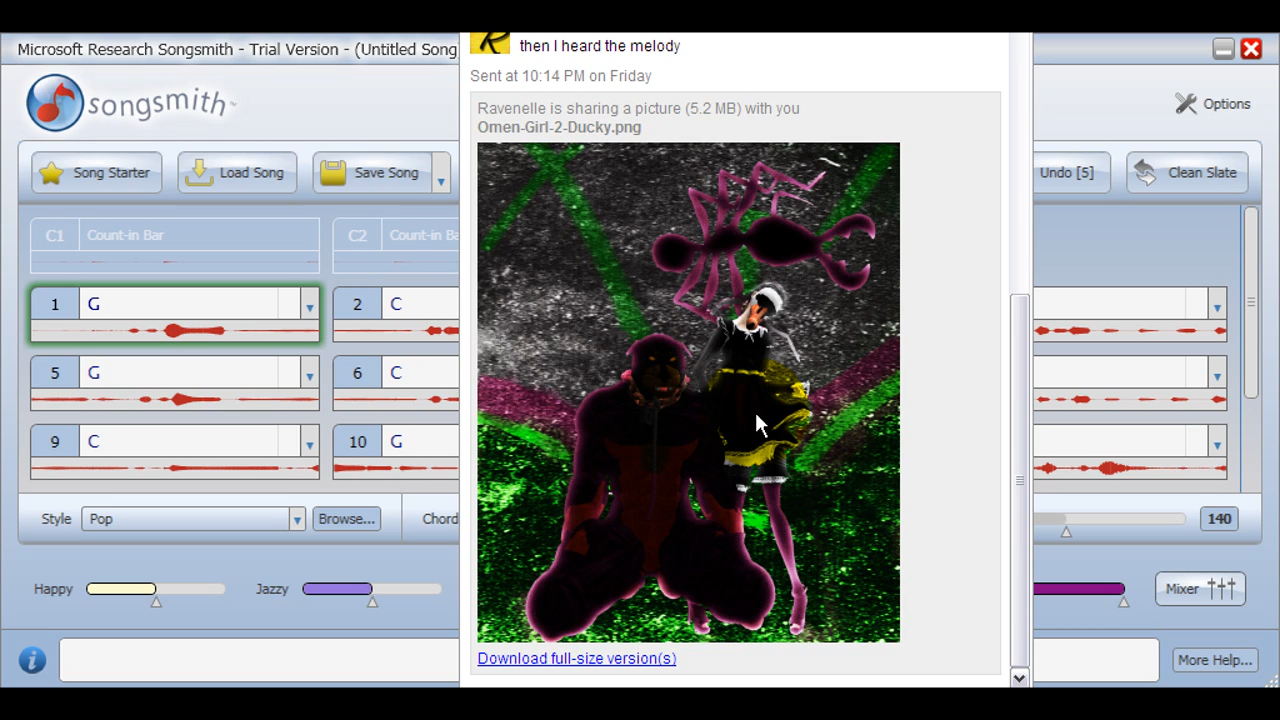 Microsoft Research Songsmith - Trial Version - (Untitled Song
then I heard the melody
Sent at 10:14 PM on Friday
songsmith™
Options
Ravenelle is sharing a picture (5.2 MB) with you
Omen-Girl-2-Ducky.png
Song Starter
Load Song
Save Song
Undo [5]
Clean Slate
C1 Count-in Bar
C2 Count-in Ba
1 G
2 C
5 G
6 C
9 C
10 G
Style Pop Browse... Chord
140
Happy
Jazzy
Mixer
Download full-size version(s)
More Help...